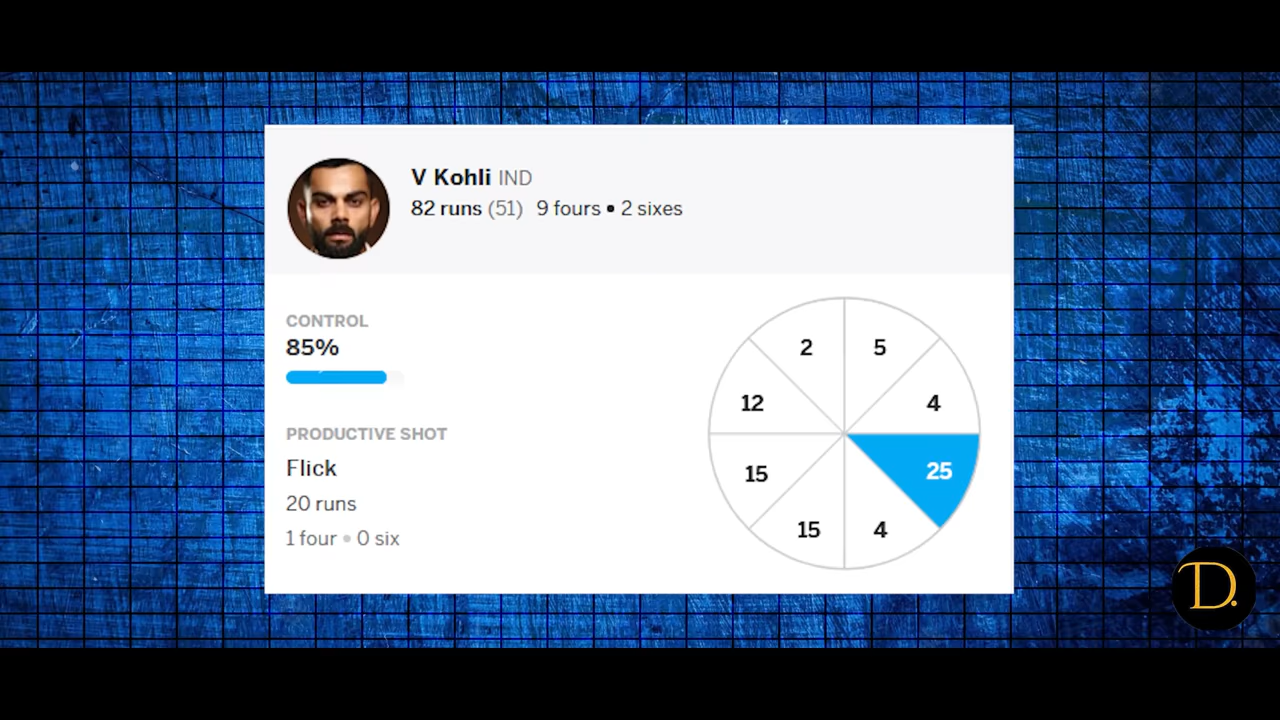 V Kohli IND
82 runs (51) 9 fours • 2 sixes
CONTROL
85%
PRODUCTIVE SHOT
Flick
20 runs
1 four • 0 six
2 5
12 4
15 25
15 4
D.